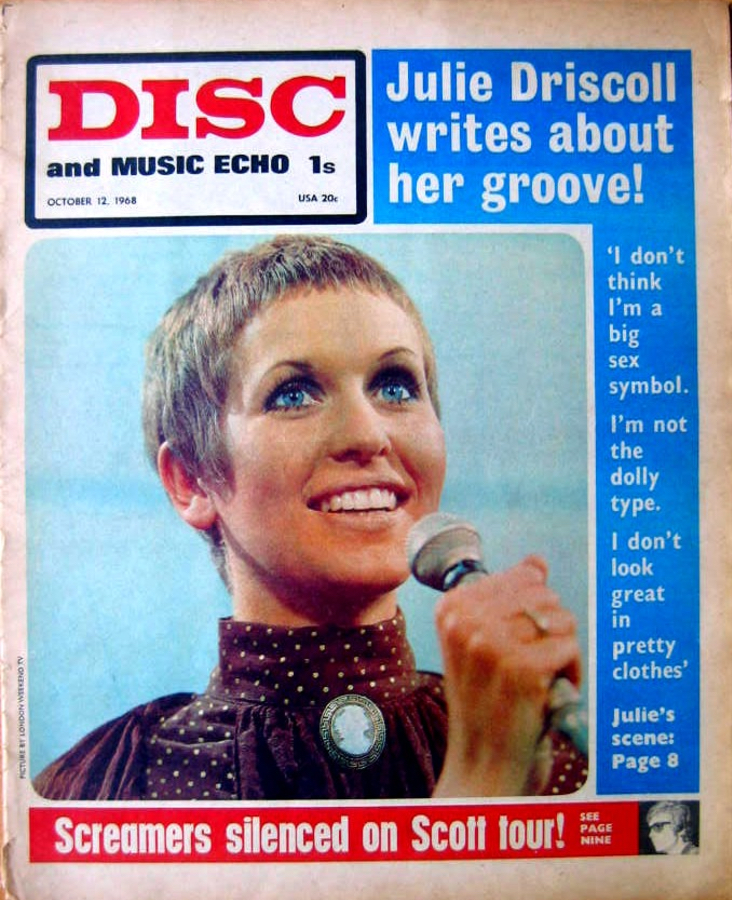 DISC
and MUSIC ECHO 1s
OCTOBER 12, 1968 USA 20c
Julie Driscoll
writes about
her groove!
‘I don’t
think
I’m a
big
sex
symbol.
I’m not
the
dolly
type.
I don’t
look
great
in
pretty
clothes’
Julie’s
scene:
Page 8
PICTURE BY LONDON WEEKEND TV
Screamers silenced on Scott tour!
SEE
PAGE
NINE